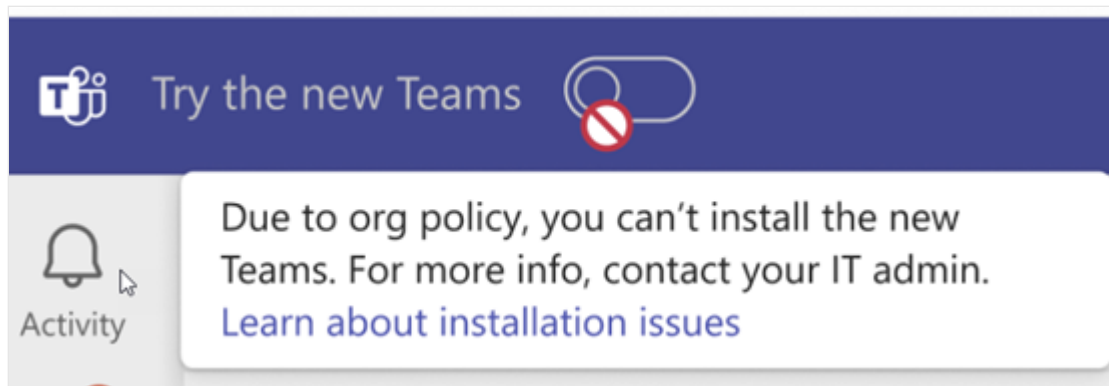 Try the new Teams
Due to org policy, you can’t install the new
Teams. For more info, contact your IT admin.
Learn about installation issues
Activity